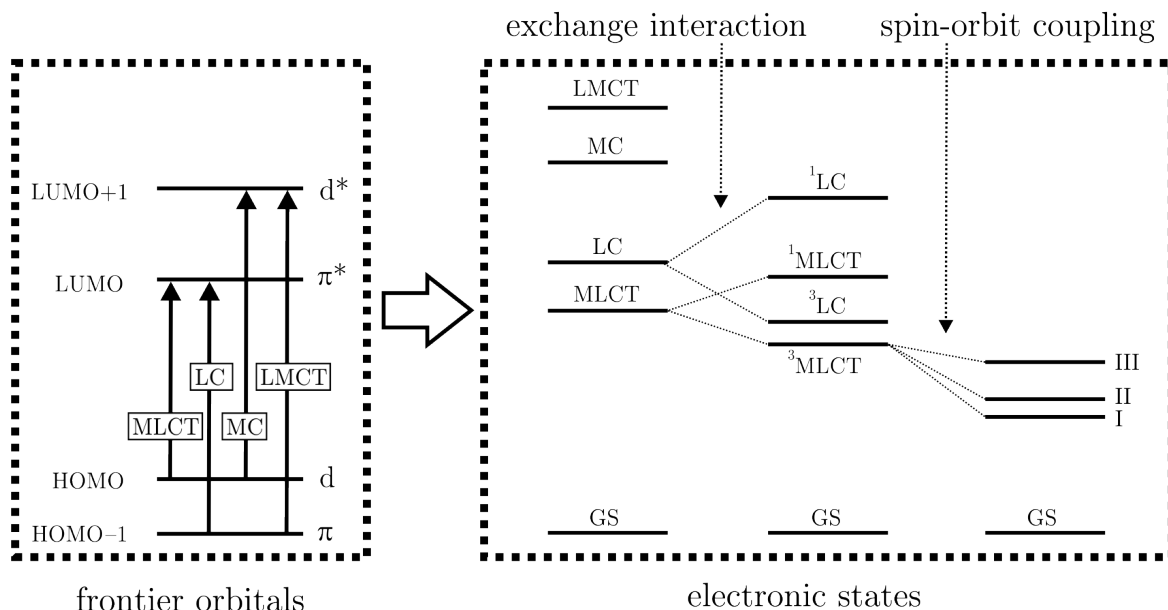 exchange interaction
spin-orbit coupling
LUMO+1
d*
LUMO
π*
LC
LMCT
MLCT
MC
HOMO
d
HOMO–1
π
frontier orbitals
LMCT
MC
LC
MLCT
GS
¹LC
¹MLCT
³LC
³MLCT
GS
III
II
I
GS
electronic states